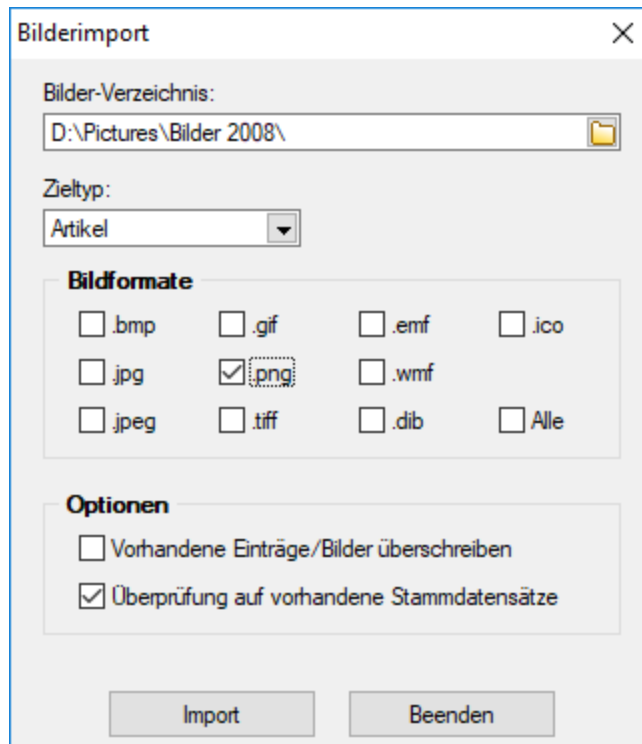 Bilderimport
Bilder-Verzeichnis:
D:\Pictures\Bilder 2008\
Zieltyp:
Artikel
Bildformate
.bmp .gif .emf .ico
.jpg .png .wmf
.jpeg .tiff .dib Alle
Optionen
Vorhandene Einträge/Bilder überschreiben
Überprüfung auf vorhandene Stammdatensätze
Import Beenden